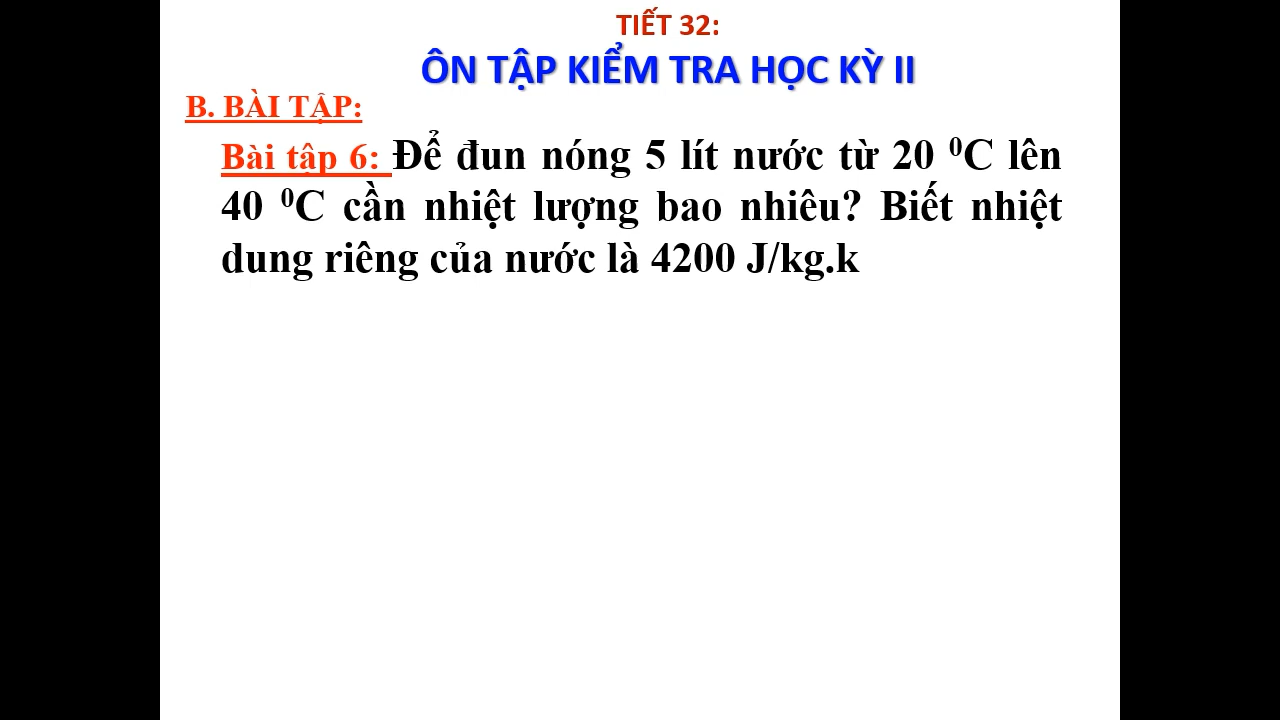 TIẾT 32:
ÔN TẬP KIỂM TRA HỌC KỲ II
B. BÀI TẬP:
Bài tập 6: Để đun nóng 5 lít nước từ 20 ⁰C lên
40 ⁰C cần nhiệt lượng bao nhiêu? Biết nhiệt
dung riêng của nước là 4200 J/kg.k